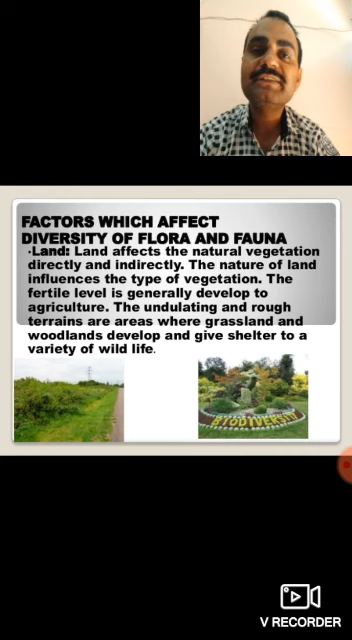 FACTORS WHICH AFFECT
DIVERSITY OF FLORA AND FAUNA
·Land: Land affects the natural vegetation
directly and indirectly. The nature of land
influences the type of vegetation. The
fertile level is generally develop to
agriculture. The undulating and rough
terrains are areas where grassland and
woodlands develop and give shelter to a
variety of wild life.
BIODIVERSITY
V RECORDER